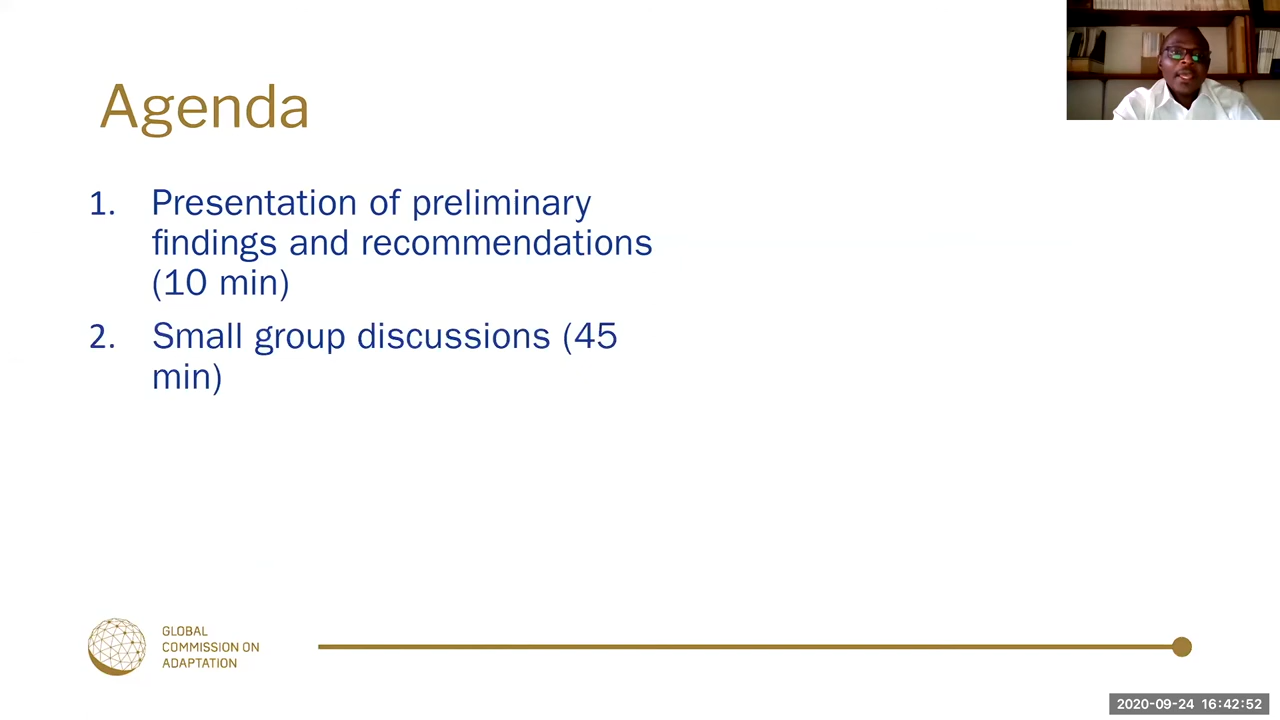 Agenda
1. Presentation of preliminary
findings and recommendations
(10 min)
2. Small group discussions (45
min)
GLOBAL
COMMISSION ON
ADAPTATION
2020-09-24 16:42:52